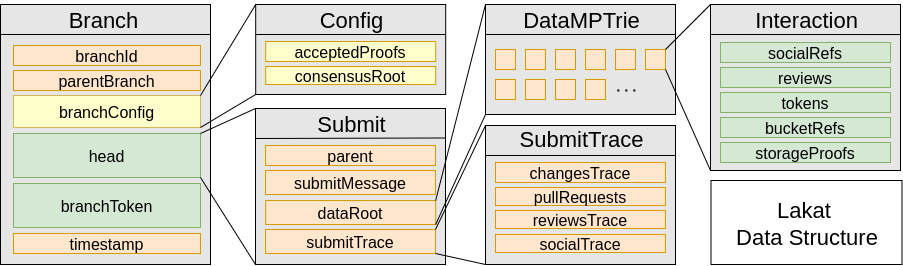 Branch
branchId
parentBranch
branchConfig
head
branchToken
timestamp
Config
acceptedProofs
consensusRoot
Submit
parent
submitMessage
dataRoot
submitTrace
DataMPTrie
...
SubmitTrace
changesTrace
pullRequests
reviewsTrace
socialTrace
Interaction
socialRefs
reviews
tokens
bucketRefs
storageProofs
Lakat
Data Structure